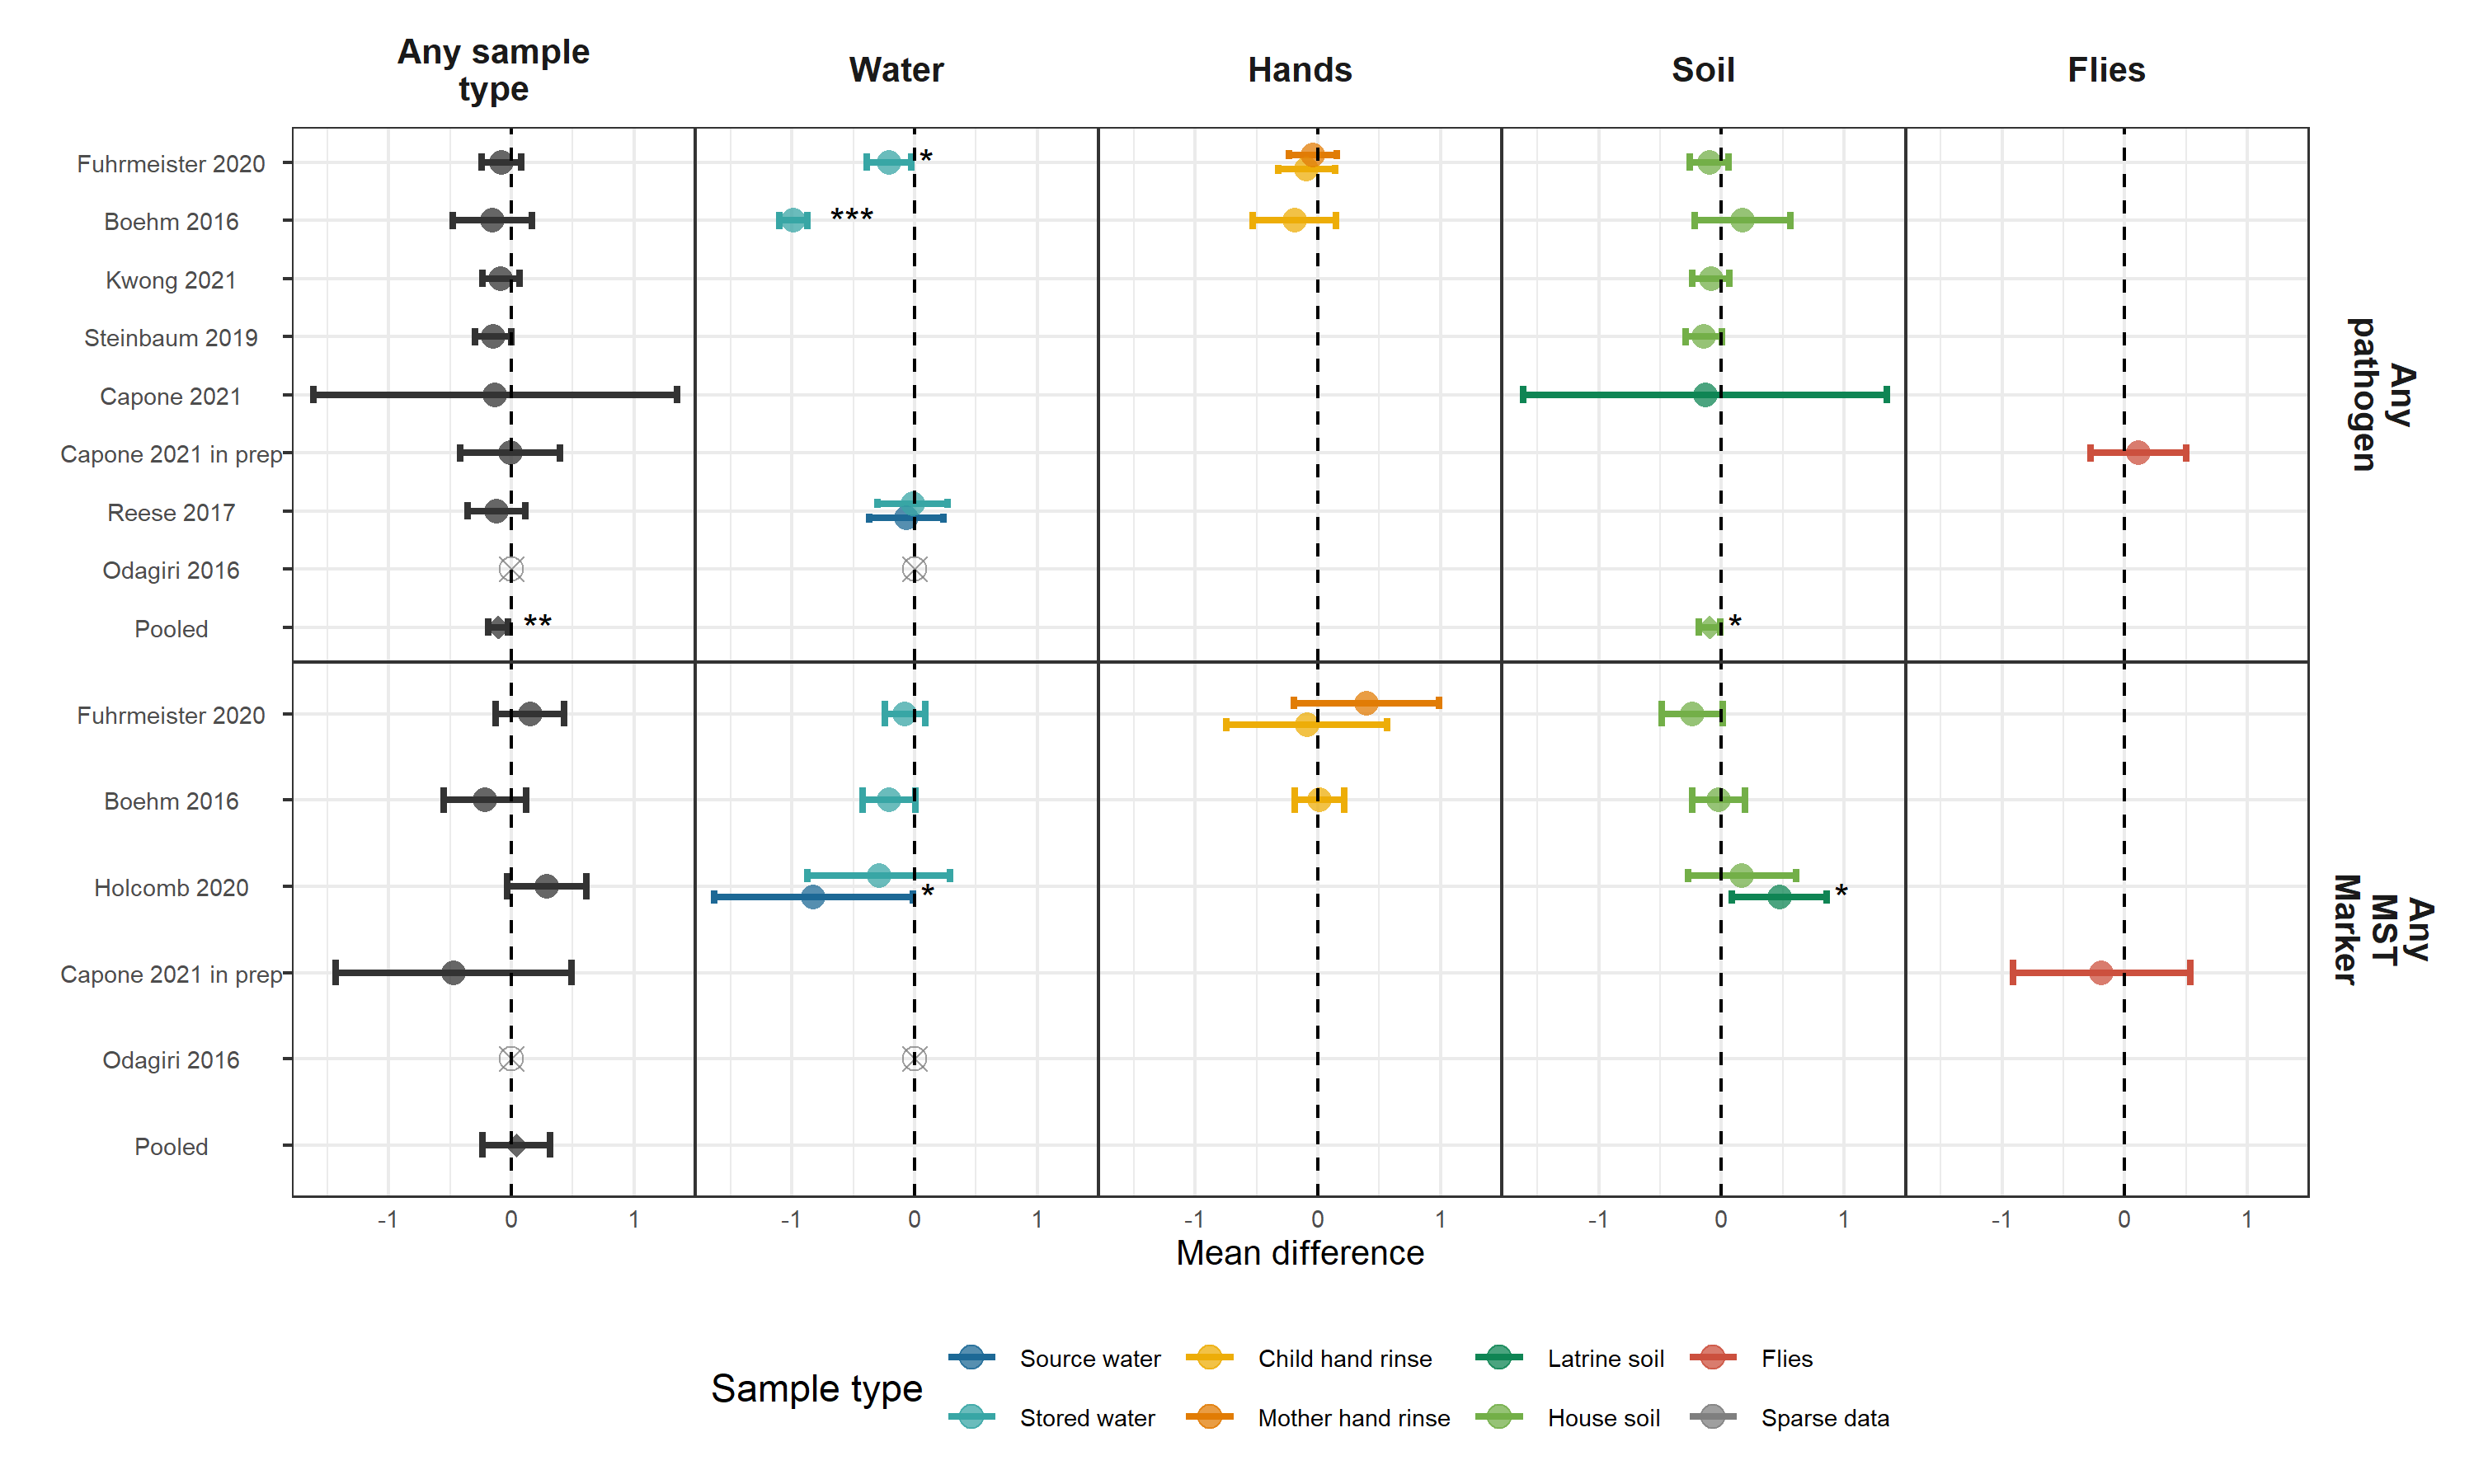 Any sample
type
Water
Hands
Soil
Flies
Fuhrmeister 2020
*
Boehm 2016
***
Kwong 2021
Steinbaum 2019
Capone 2021
Capone 2021 in prep
Reese 2017
Odagiri 2016
Pooled
**
*
Any
pathogen
Fuhrmeister 2020
Boehm 2016
Holcomb 2020
*
*
Capone 2021 in prep
Odagiri 2016
Pooled
Any
MST
Marker
-1 0 1 -1 0 1 -1 0 1 -1 0 1 -1 0 1
Mean difference
Sample type
Source water Child hand rinse Latrine soil Flies
Stored water Mother hand rinse House soil Sparse data